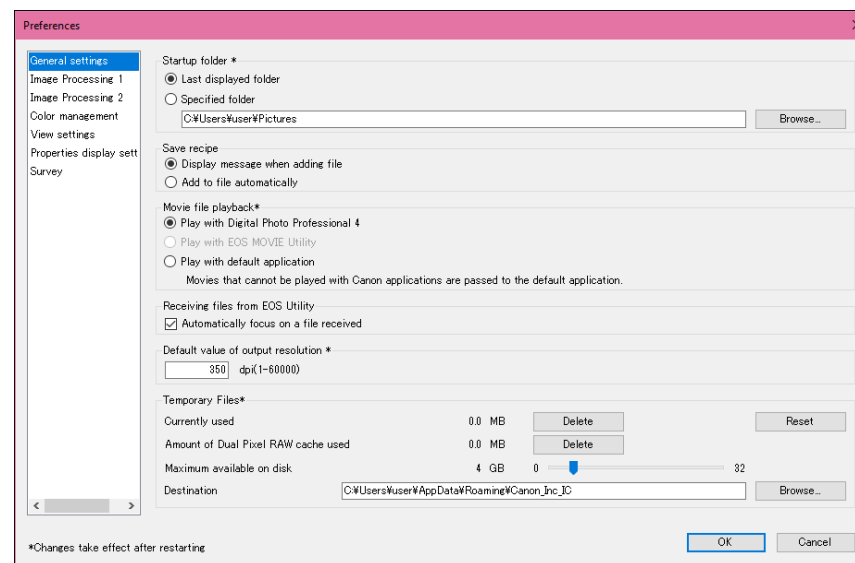 Preferences
General settings
Image Processing 1
Image Processing 2
Color management
View settings
Properties display sett
Survey
Startup folder *
Last displayed folder
Specified folder
C:¥Users¥user¥Pictures Browse...
Save recipe
Display message when adding file
Add to file automatically
Movie file playback*
Play with Digital Photo Professional 4
Play with EOS MOVIE Utility
Play with default application
Movies that cannot be played with Canon applications are passed to the default application.
Receiving files from EOS Utility
Automatically focus on a file received
Default value of output resolution *
350 dpi(1-60000)
Temporary Files*
Currently used 0.0 MB Delete Reset
Amount of Dual Pixel RAW cache used 0.0 MB Delete
Maximum available on disk 4 GB 0 32
Destination C:¥Users¥user¥AppData¥Roaming¥Canon_Inc_IC Browse...
*Changes take effect after restarting
OK Cancel